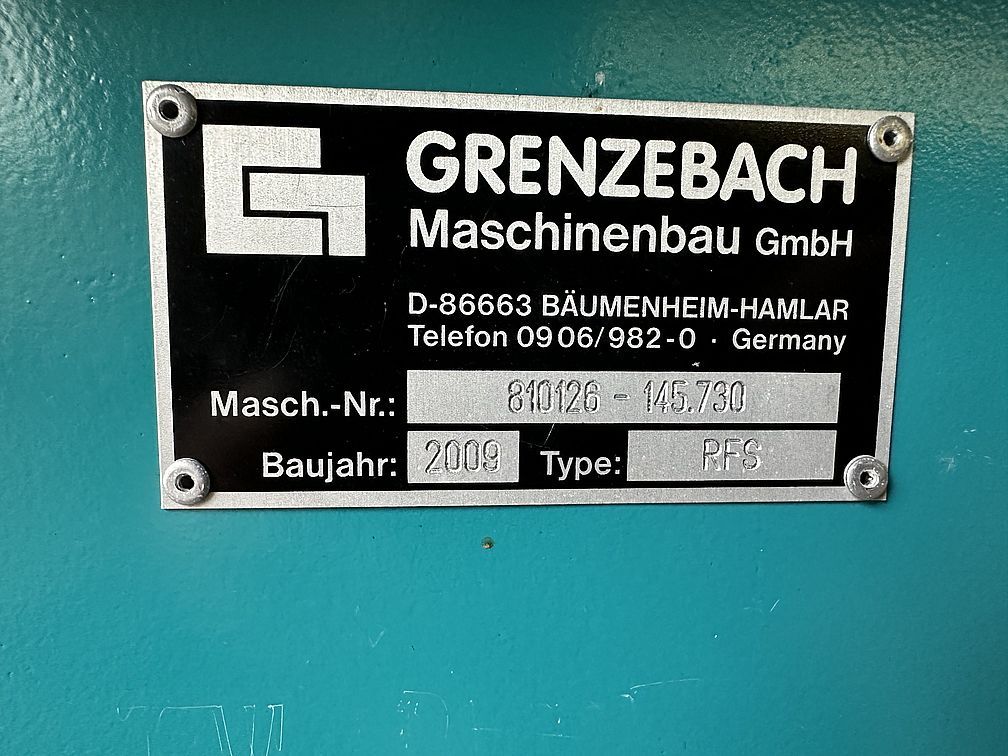 GRENZEBACH
Maschinenbau GmbH
D-86663 BÄUMENHEIM-HAMLAR
Telefon 0906/982-0 · Germany
Masch.-Nr.: 810126 - 145.730
Baujahr: 2009 Type: RFS